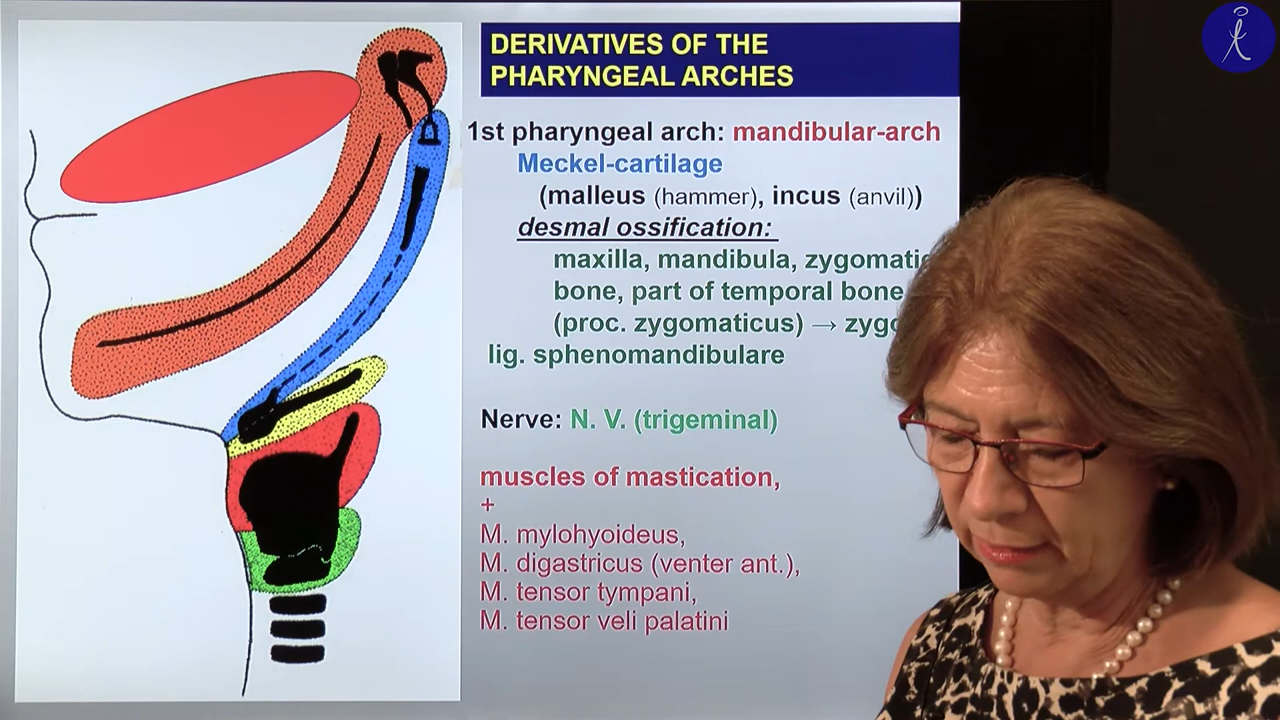 DERIVATIVES OF THE
PHARYNGEAL ARCHES
1st pharyngeal arch: mandibular-arch
Meckel-cartilage
(malleus (hammer), incus (anvil))
desmal ossification:
maxilla, mandibula,
bone, part of temporal bone
(proc. zygomaticus) →
lig. sphenomandibulare
Nerve: N. V. (trigeminal)
muscles of mastication,
+
M. mylohyoideus,
M. digastricus (venter ant.),
M. tensor tympani,
M. tensor veli palatini